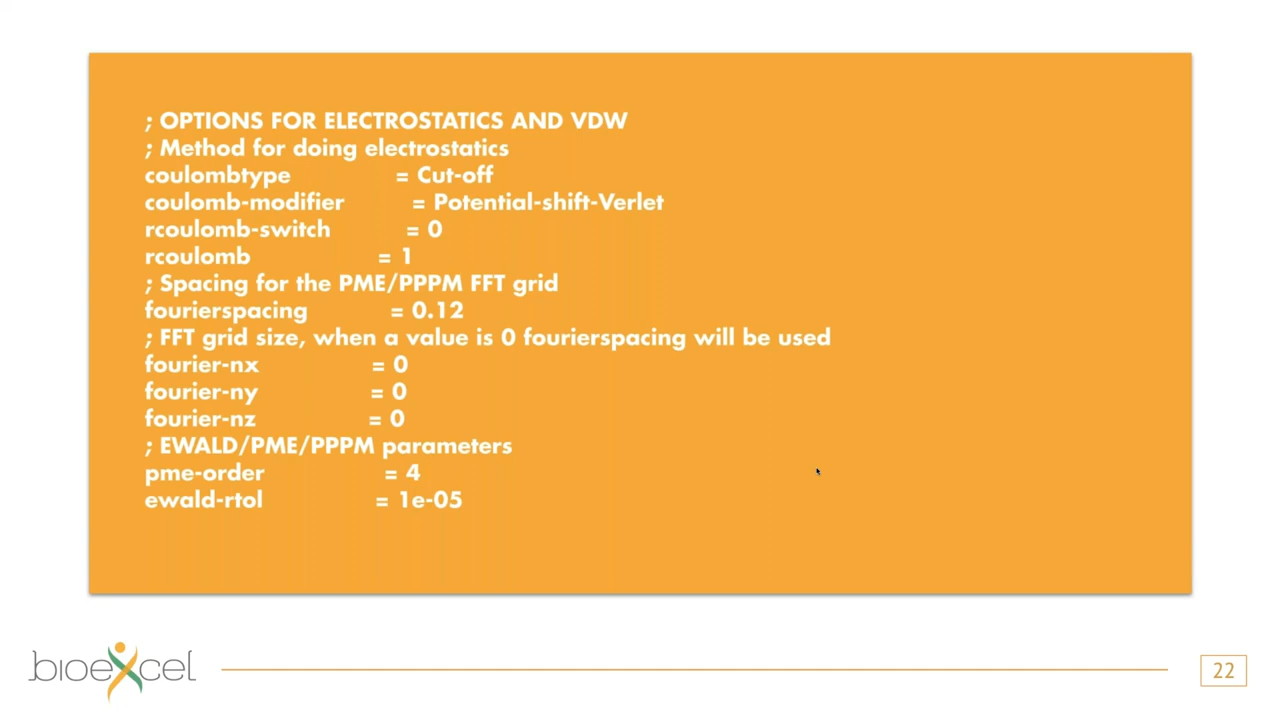 ; OPTIONS FOR ELECTROSTATICS AND VDW
; Method for doing electrostatics
coulombtype = Cut-off
coulomb-modifier = Potential-shift-Verlet
rcoulomb-switch = 0
rcoulomb = 1
; Spacing for the PME/PPPM FFT grid
fourierspacing = 0.12
; FFT grid size, when a value is 0 fourierspacing will be used
fourier-nx = 0
fourier-ny = 0
fourier-nz = 0
; EWALD/PME/PPPM parameters
pme-order = 4
ewald-rtol = 1e-05
bioexcel
22